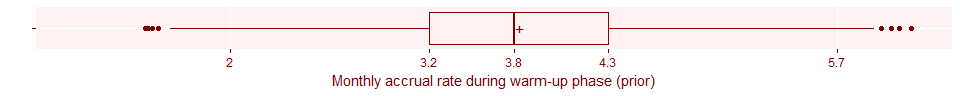 2 3.2 3.8 4.3 5.7
Monthly accrual rate during warm-up phase (prior)